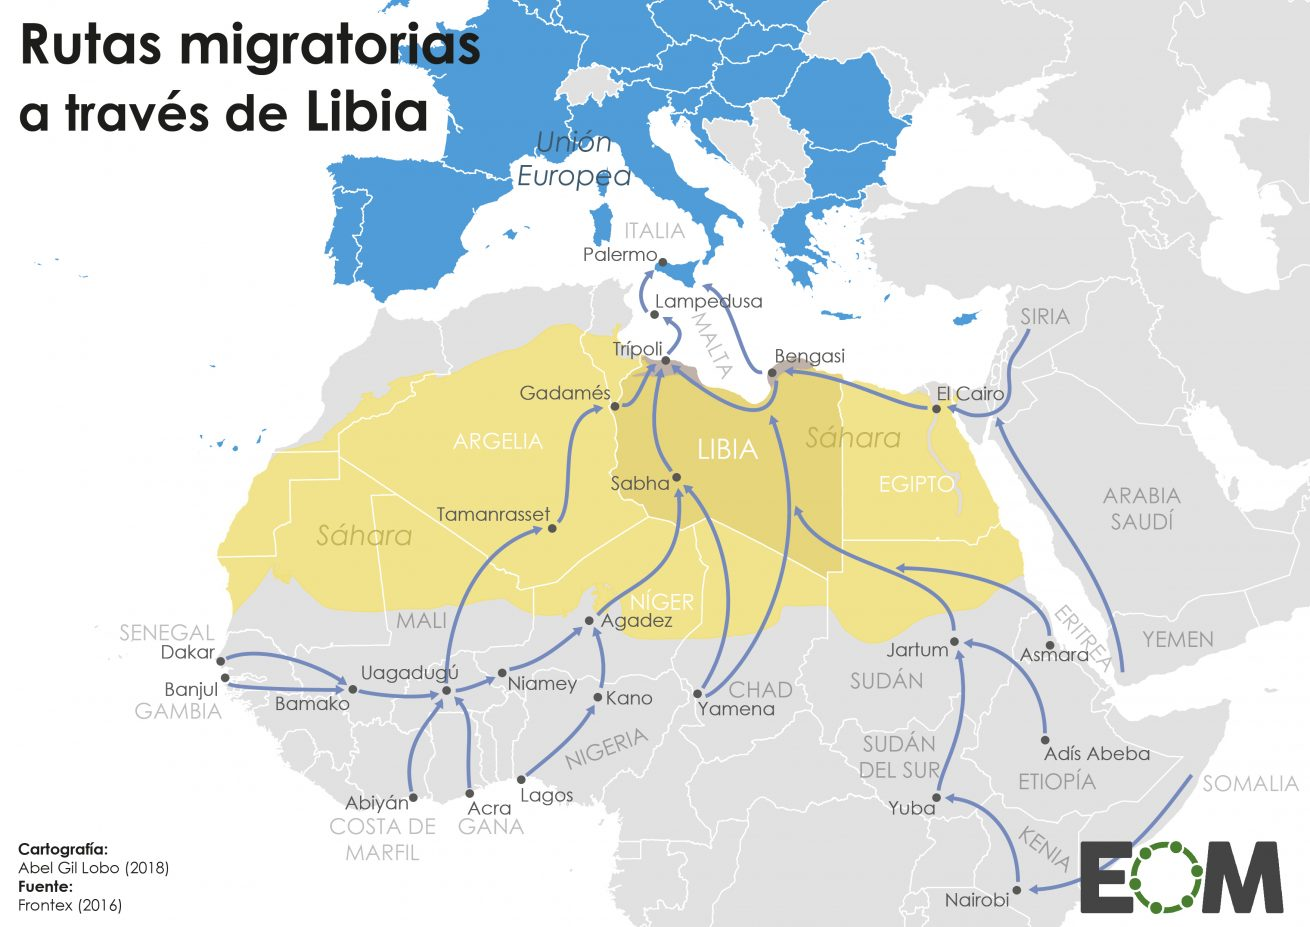 Rutas migratorias
a través de Libia
Unión
Europea
ITALIA
Palermo
Lampedusa
MALTA
SIRIA
Trípoli
Bengasi
Gadamés
El Cairo
ARGELIA
LIBIA
Sáhara
Sabha
EGIPTO
ARABIA
SAUDÍ
Tamanrasset
Sáhara
NÍGER
MALI
Agadez
ERITREA
YEMEN
SENEGAL
Dakar
Jartum
Asmara
Uagadugú
Niamey
Banjul
GAMBIA
Bamako
Kano
CHAD
Yamena
SUDÁN
NIGERIA
SUDÁN
DEL SUR
Adís Abeba
ETIOPÍA
SOMALIA
Abiyán
Acra
Lagos
Yuba
COSTA DE
MARFIL
GANA
KENIA
Nairobi
Cartografía:
Abel Gil Lobo (2018)
Fuente:
Frontex (2016)
EOM